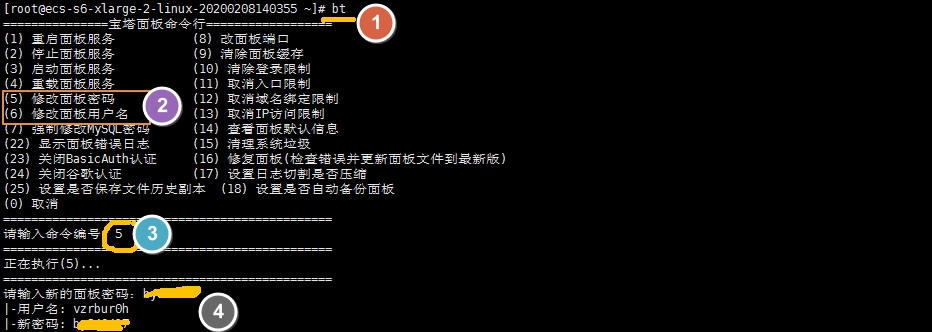 [root@ecs-s6-xlarge-2-linux-20200208140355 ~]# bt
===============宝塔面板命令行==================
(1) 重启面板服务 (8) 改面板端口
(2) 停止面板服务 (9) 清除面板缓存
(3) 启动面板服务 (10) 清除登录限制
(4) 重载面板服务 (11) 取消入口限制
(5) 修改面板密码 (12) 取消域名绑定限制
(6) 修改面板用户名 (13) 取消IP访问限制
(7) 强制修改MySQL密码 (14) 查看面板默认信息
(22) 显示面板错误日志 (15) 清理系统垃圾
(23) 关闭BasicAuth认证 (16) 修复面板(检查错误并更新面板文件到最新版)
(24) 关闭谷歌认证 (17) 设置日志切割是否压缩
(25) 设置是否保存文件历史副本 (18) 设置是否自动备份面板
(0) 取消
===============================================
请输入命令编号 5
===============================================
正在执行(5)...
===============================================
请输入新的面板密码:
|-用户名: vzrbur0h
|-新密码:
1
2
3
4